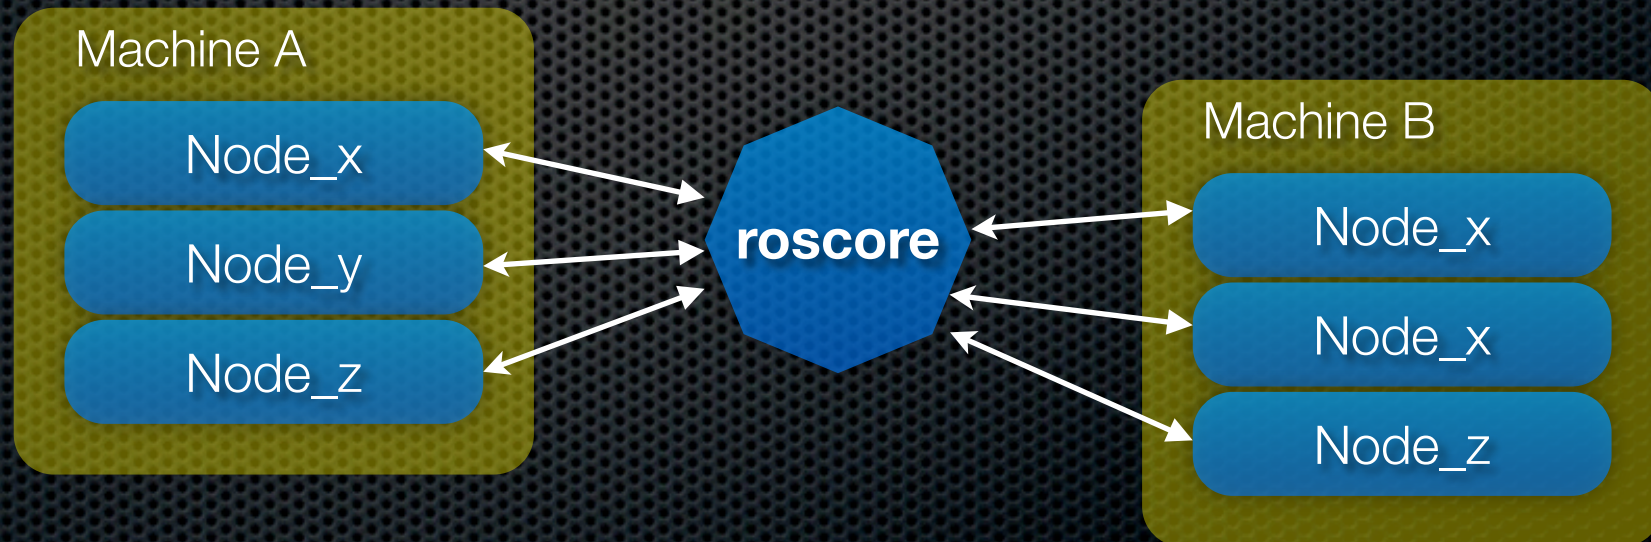 Machine A
Node_x
Node_y
Node_z
roscore
Machine B
Node_x
Node_x
Node_z